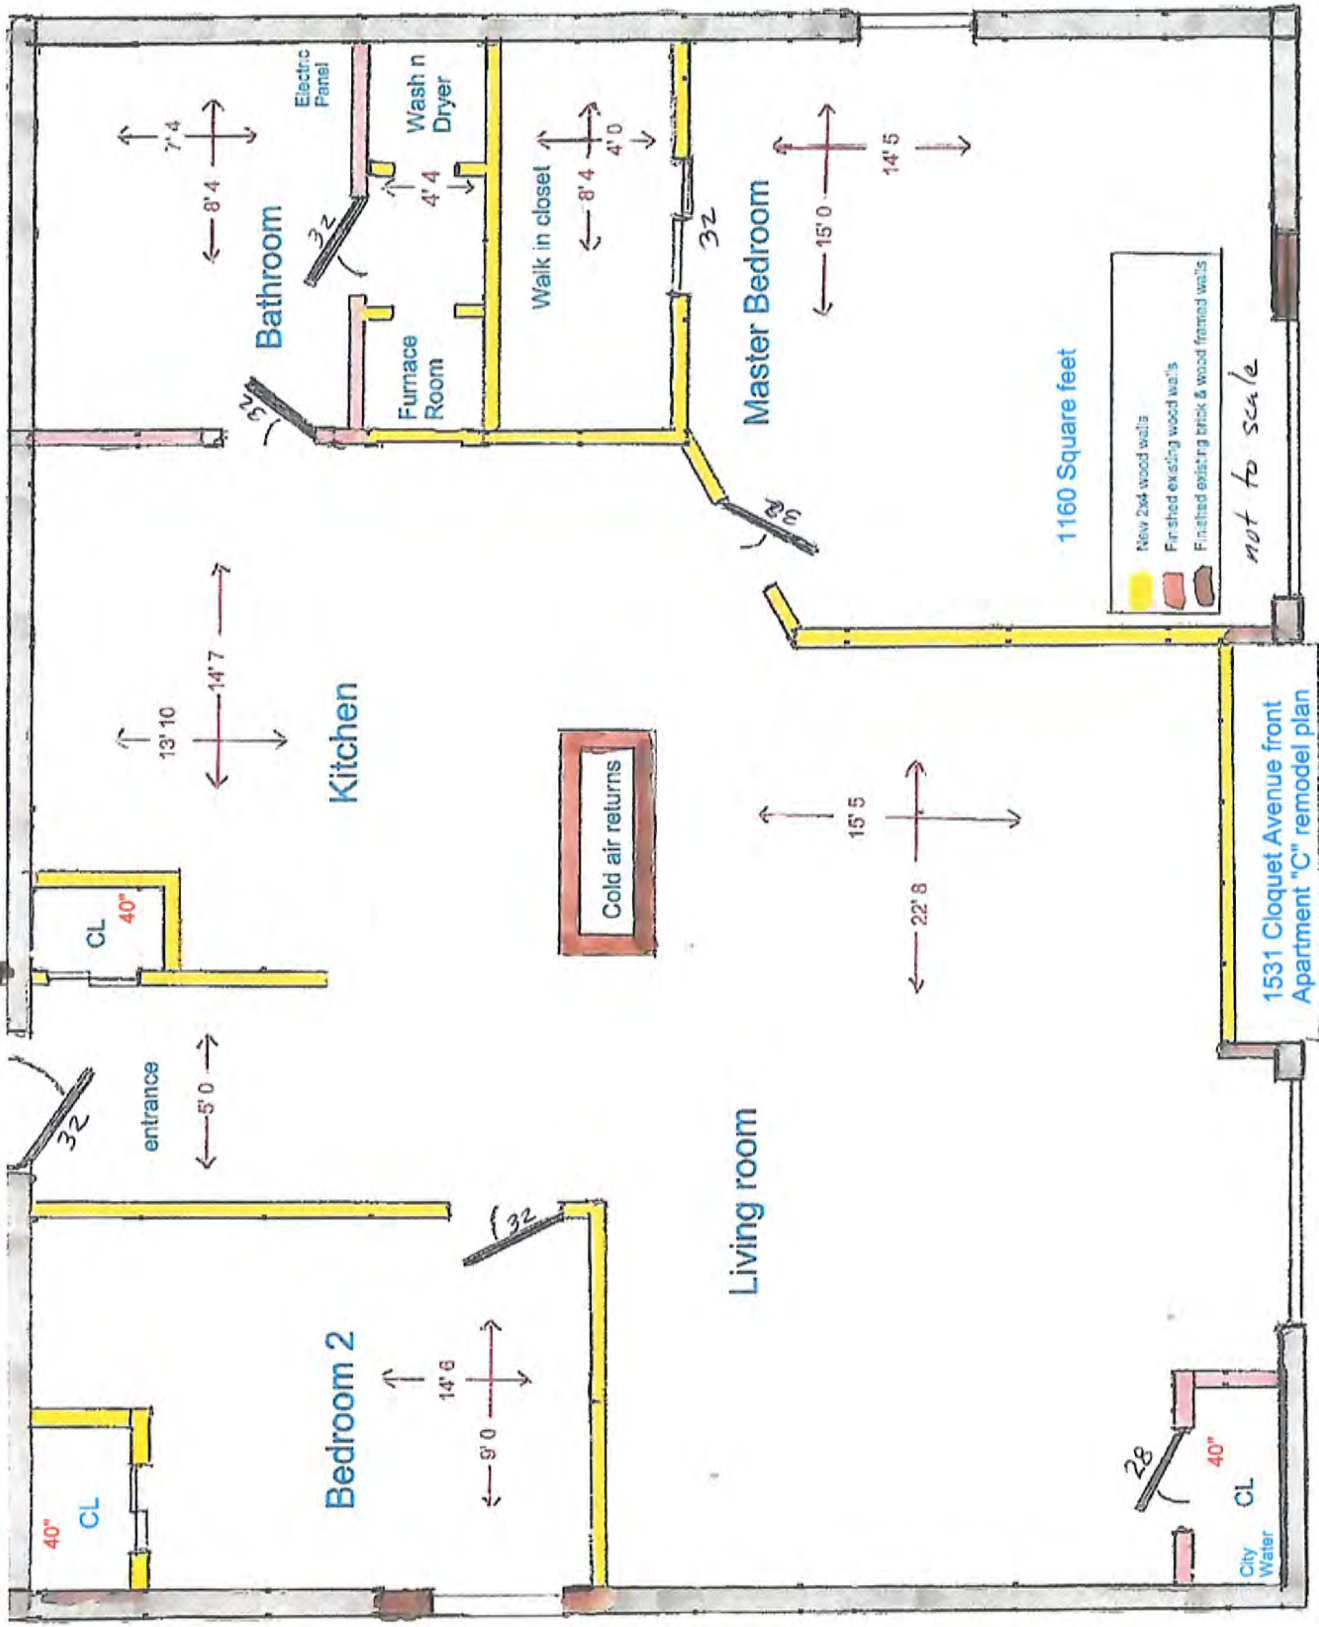 40"
CL
Bedroom 2
14' 6
9' 0
32
32
entrance
5' 0
CL
40"
13' 10
14' 7
Kitchen
32
Bathroom
7' 4
8' 4
Electric
Panel
32
Furnace
Room
4' 4
Wash n
Dryer
Walk in closet
8' 4
4' 0
32
Master Bedroom
15' 0
14' 5
Cold air returns
Living room
15' 5
22' 8
28
40"
CL
City
Water
1160 Square feet
New 2x4 wood walls
Finished existing wood walls
Finished existing brick & wood framed walls
not to scale
1531 Cloquet Avenue front
Apartment "C" remodel plan